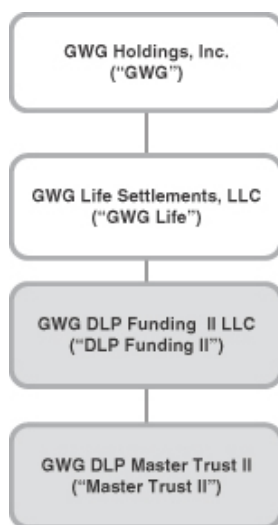 GWG Holdings, Inc.
(“GWG”)
GWG Life Settlements, LLC
(“GWG Life”)
GWG DLP Funding II LLC
(“DLP Funding II”)
GWG DLP Master Trust II
(“Master Trust II”)